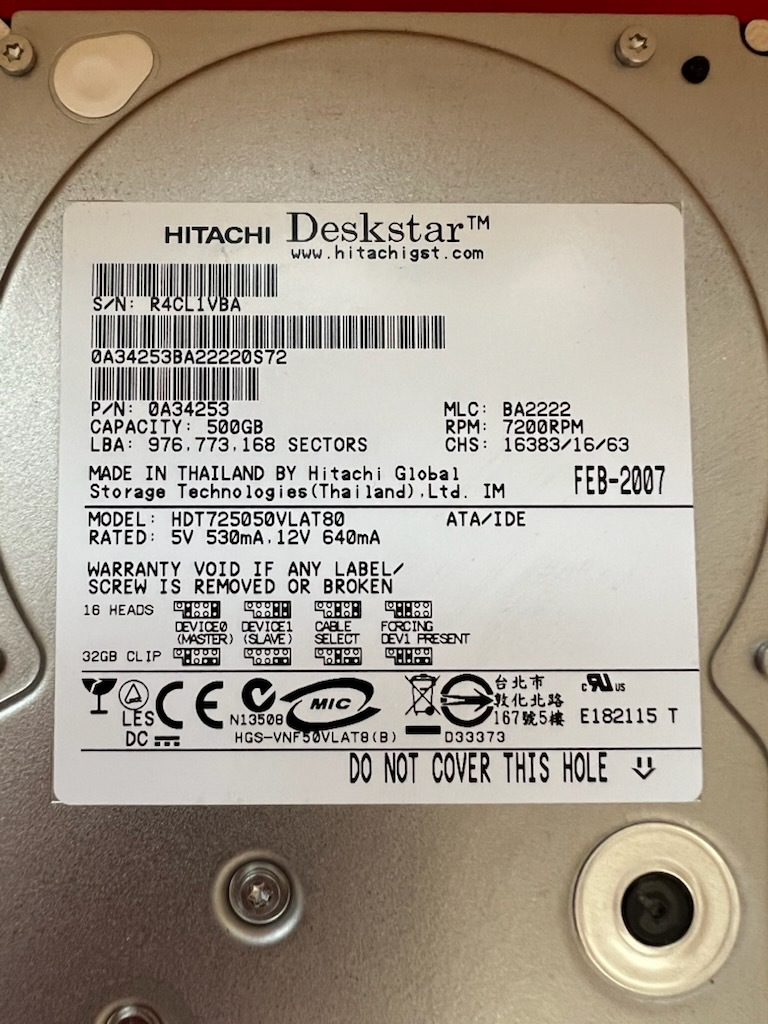 HITACHI Deskstar™
www.hitachigst.com
S/N: R4CL1VBA
0A34253BA22220S72
P/N: 0A34253 MLC: BA2222
CAPACITY: 500GB RPM: 7200RPM
LBA: 976,773,168 SECTORS CHS: 16383/16/63
MADE IN THAILAND BY Hitachi Global
Storage Technologies(Thailand),Ltd. IM FEB-2007
MODEL: HDT725050VLAT80 ATA/IDE
RATED: 5V 530mA,12V 640mA
WARRANTY VOID IF ANY LABEL/
SCREW IS REMOVED OR BROKEN
16 HEADS
DEVICE0 DEVICE1 CABLE FORCING
(MASTER) (SLAVE) SELECT DEV1 PRESENT
32GB CLIP
台北市
敦化北路
167號5樓
LES CE N13508 MIC c UL us E182115 T
DC HGS-VNF50VLAT8(B) D33373
DO NOT COVER THIS HOLE